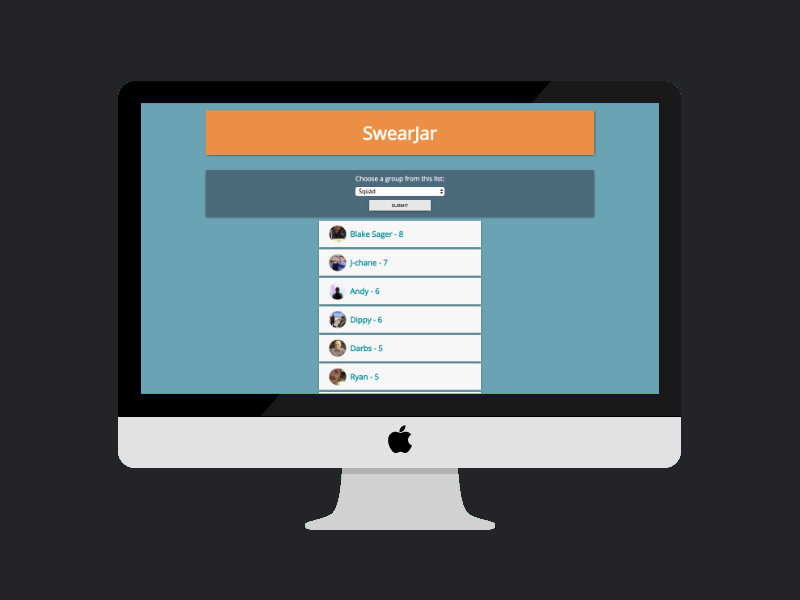 SwearJar
Choose a group from this list:
Squad
SUBMIT
Blake Sager - 8
J-chane - 7
Andy - 6
Dippy - 6
Darbs - 5
Ryan - 5